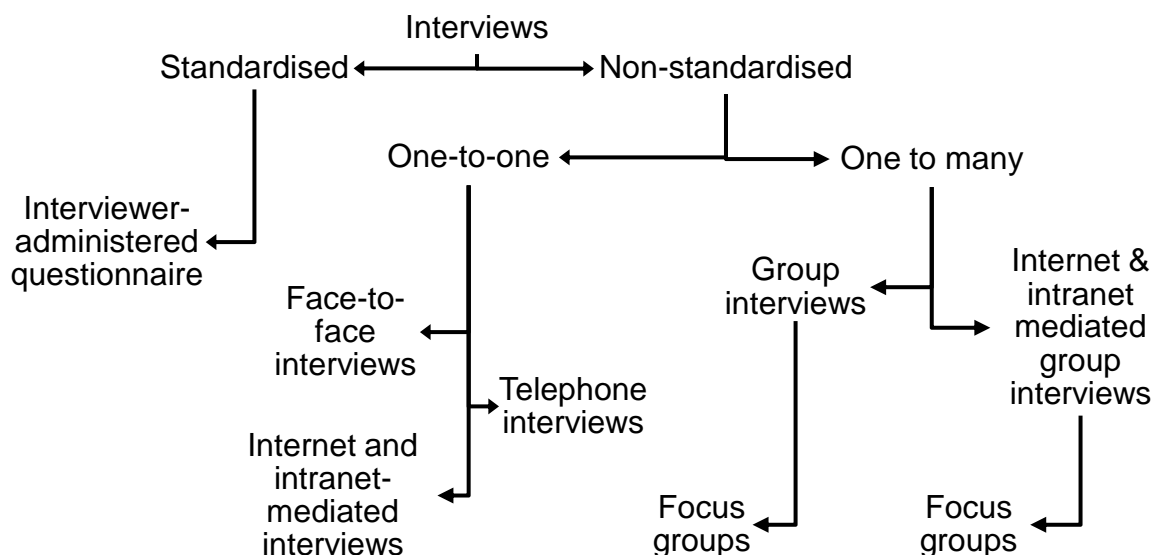 Interviews
Standardised
Non-standardised
One-to-one
One to many
Interviewer-
administered
questionnaire
Group
interviews
Internet &
intranet
mediated
group
interviews
Face-to-
face
interviews
Telephone
interviews
Internet and
intranet-
mediated
interviews
Focus
groups
Focus
groups